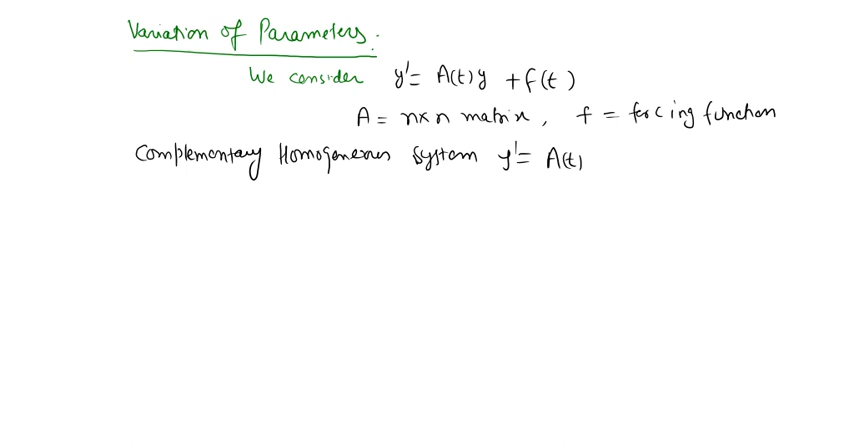 Variation of Parameters.
We consider y' = A(t)y + f(t)
A = n×n matrix, f = forcing function
Complementary Homogeneous system y' = A(t)